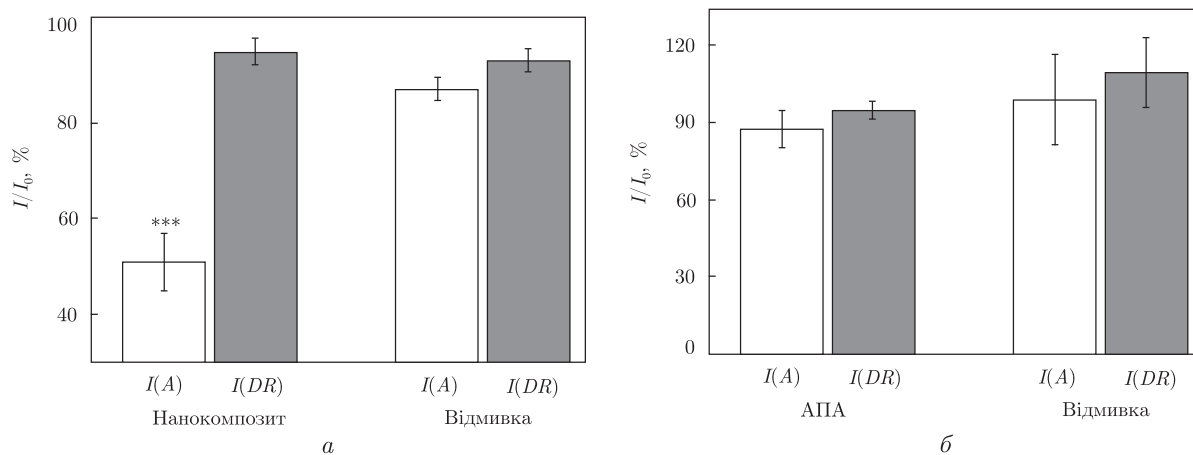 100
80
60
40
I/I₀, %
***
I(A)
I(DR)
I(A)
I(DR)
Нанокомпозит
Відмивка
а
120
90
60
30
0
I/I₀, %
I(A)
I(DR)
I(A)
I(DR)
АПА
Відмивка
б